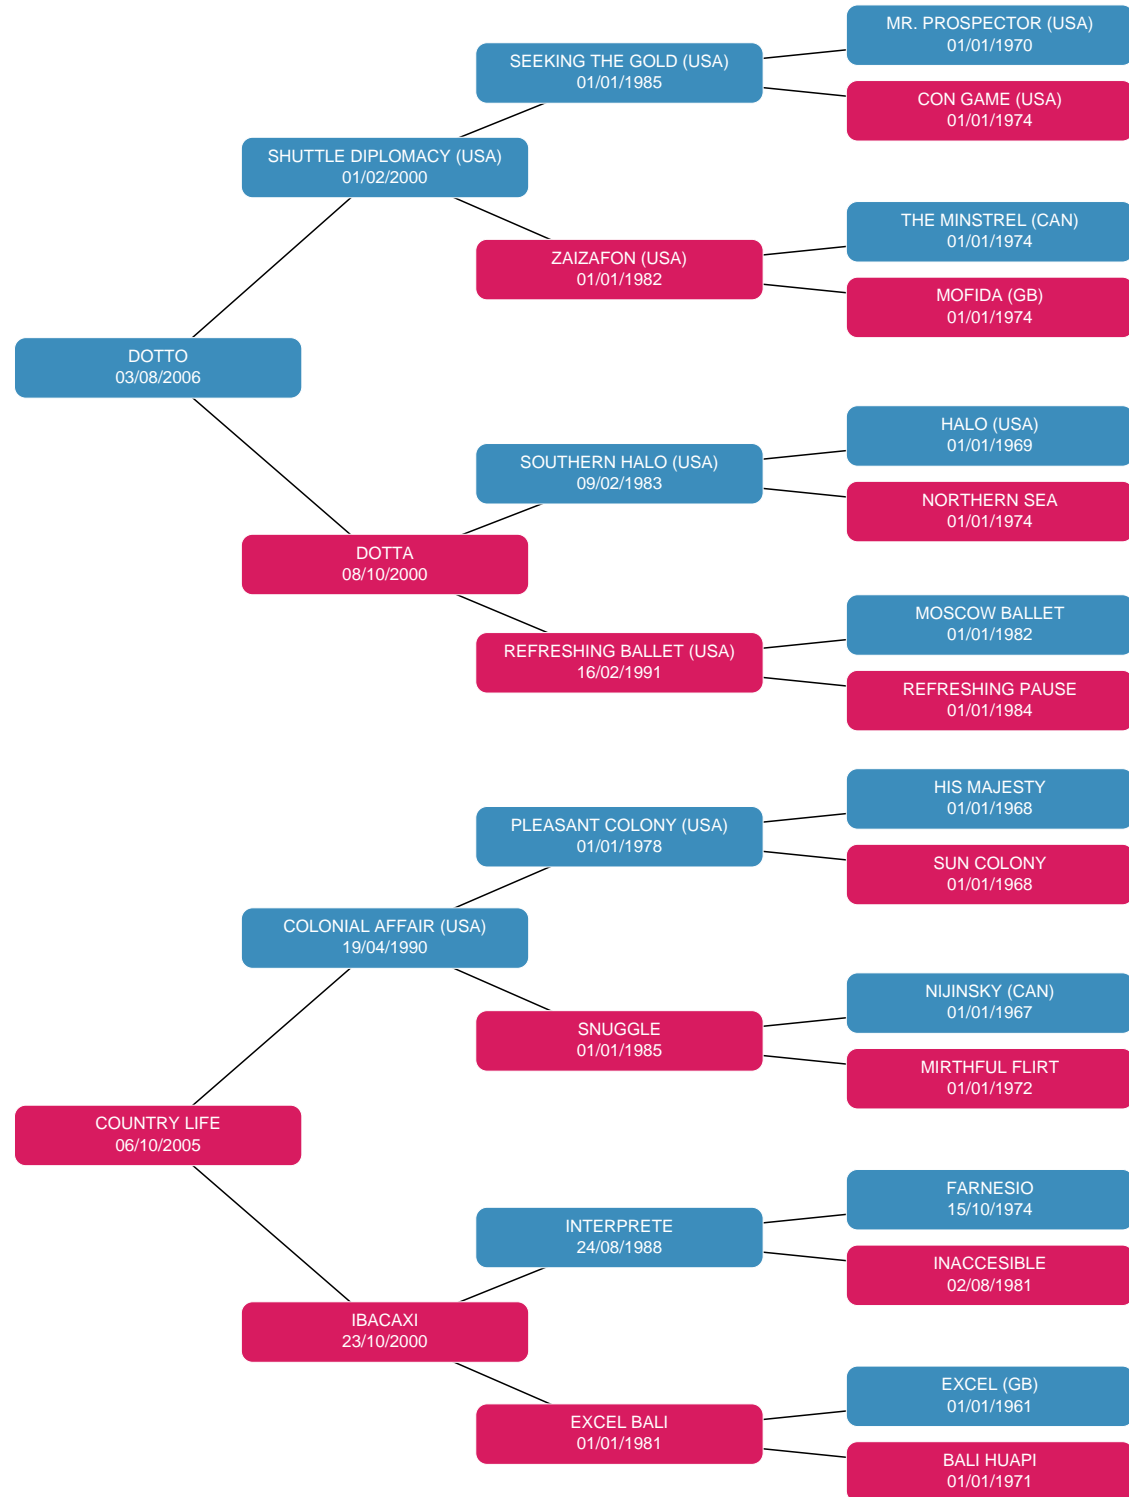 MR. PROSPECTOR (USA)
01/01/1970
SEEKING THE GOLD (USA)
01/01/1985
CON GAME (USA)
01/01/1974
SHUTTLE DIPLOMACY (USA)
01/02/2000
THE MINSTREL (CAN)
01/01/1974
ZAIZAFON (USA)
01/01/1982
MOFIDA (GB)
01/01/1974
DOTTO
03/08/2006
HALO (USA)
01/01/1969
SOUTHERN HALO (USA)
09/02/1983
NORTHERN SEA
01/01/1974
DOTTA
08/10/2000
MOSCOW BALLET
01/01/1982
REFRESHING BALLET (USA)
16/02/1991
REFRESHING PAUSE
01/01/1984
HIS MAJESTY
01/01/1968
PLEASANT COLONY (USA)
01/01/1978
SUN COLONY
01/01/1968
COLONIAL AFFAIR (USA)
19/04/1990
NIJINSKY (CAN)
01/01/1967
SNUGGLE
01/01/1985
MIRTHFUL FLIRT
01/01/1972
COUNTRY LIFE
06/10/2005
FARNESIO
15/10/1974
INTERPRETE
24/08/1988
INACCESIBLE
02/08/1981
IBACAXI
23/10/2000
EXCEL (GB)
01/01/1961
EXCEL BALI
01/01/1981
BALI HUAPI
01/01/1971